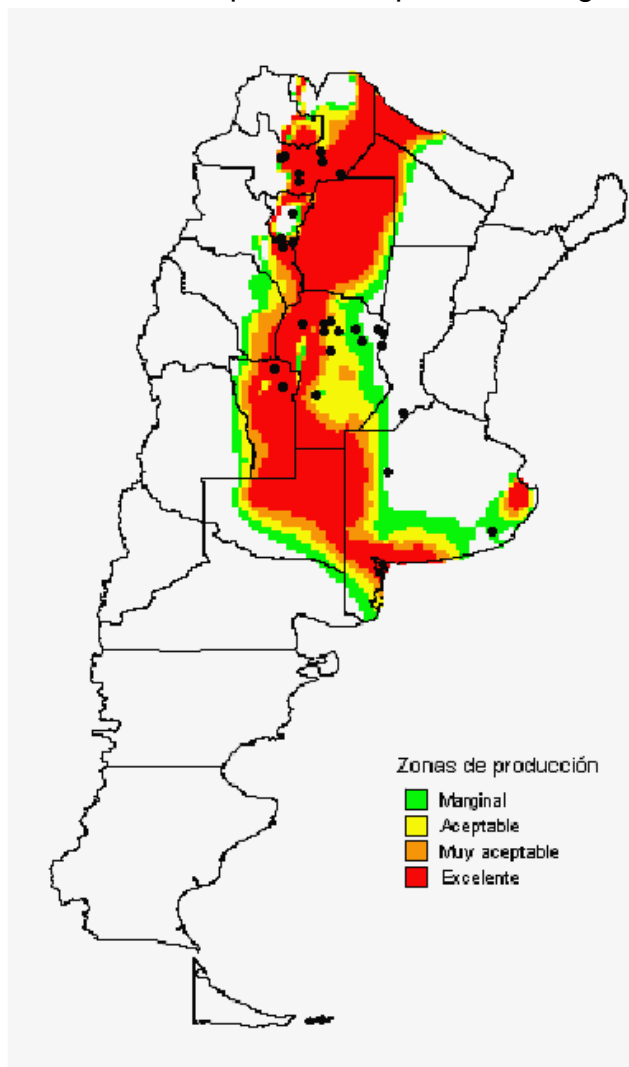 Zonas de producción
Marginal
Aceptable
Muy aceptable
Excelente